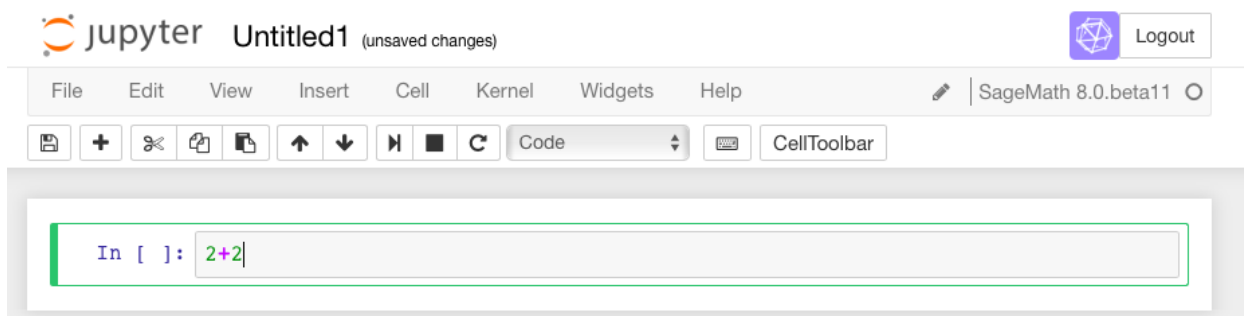 jupyter Untitled1 (unsaved changes) Logout
File Edit View Insert Cell Kernel Widgets Help SageMath 8.0.beta11
Code CellToolbar
In [ ]: 2+2